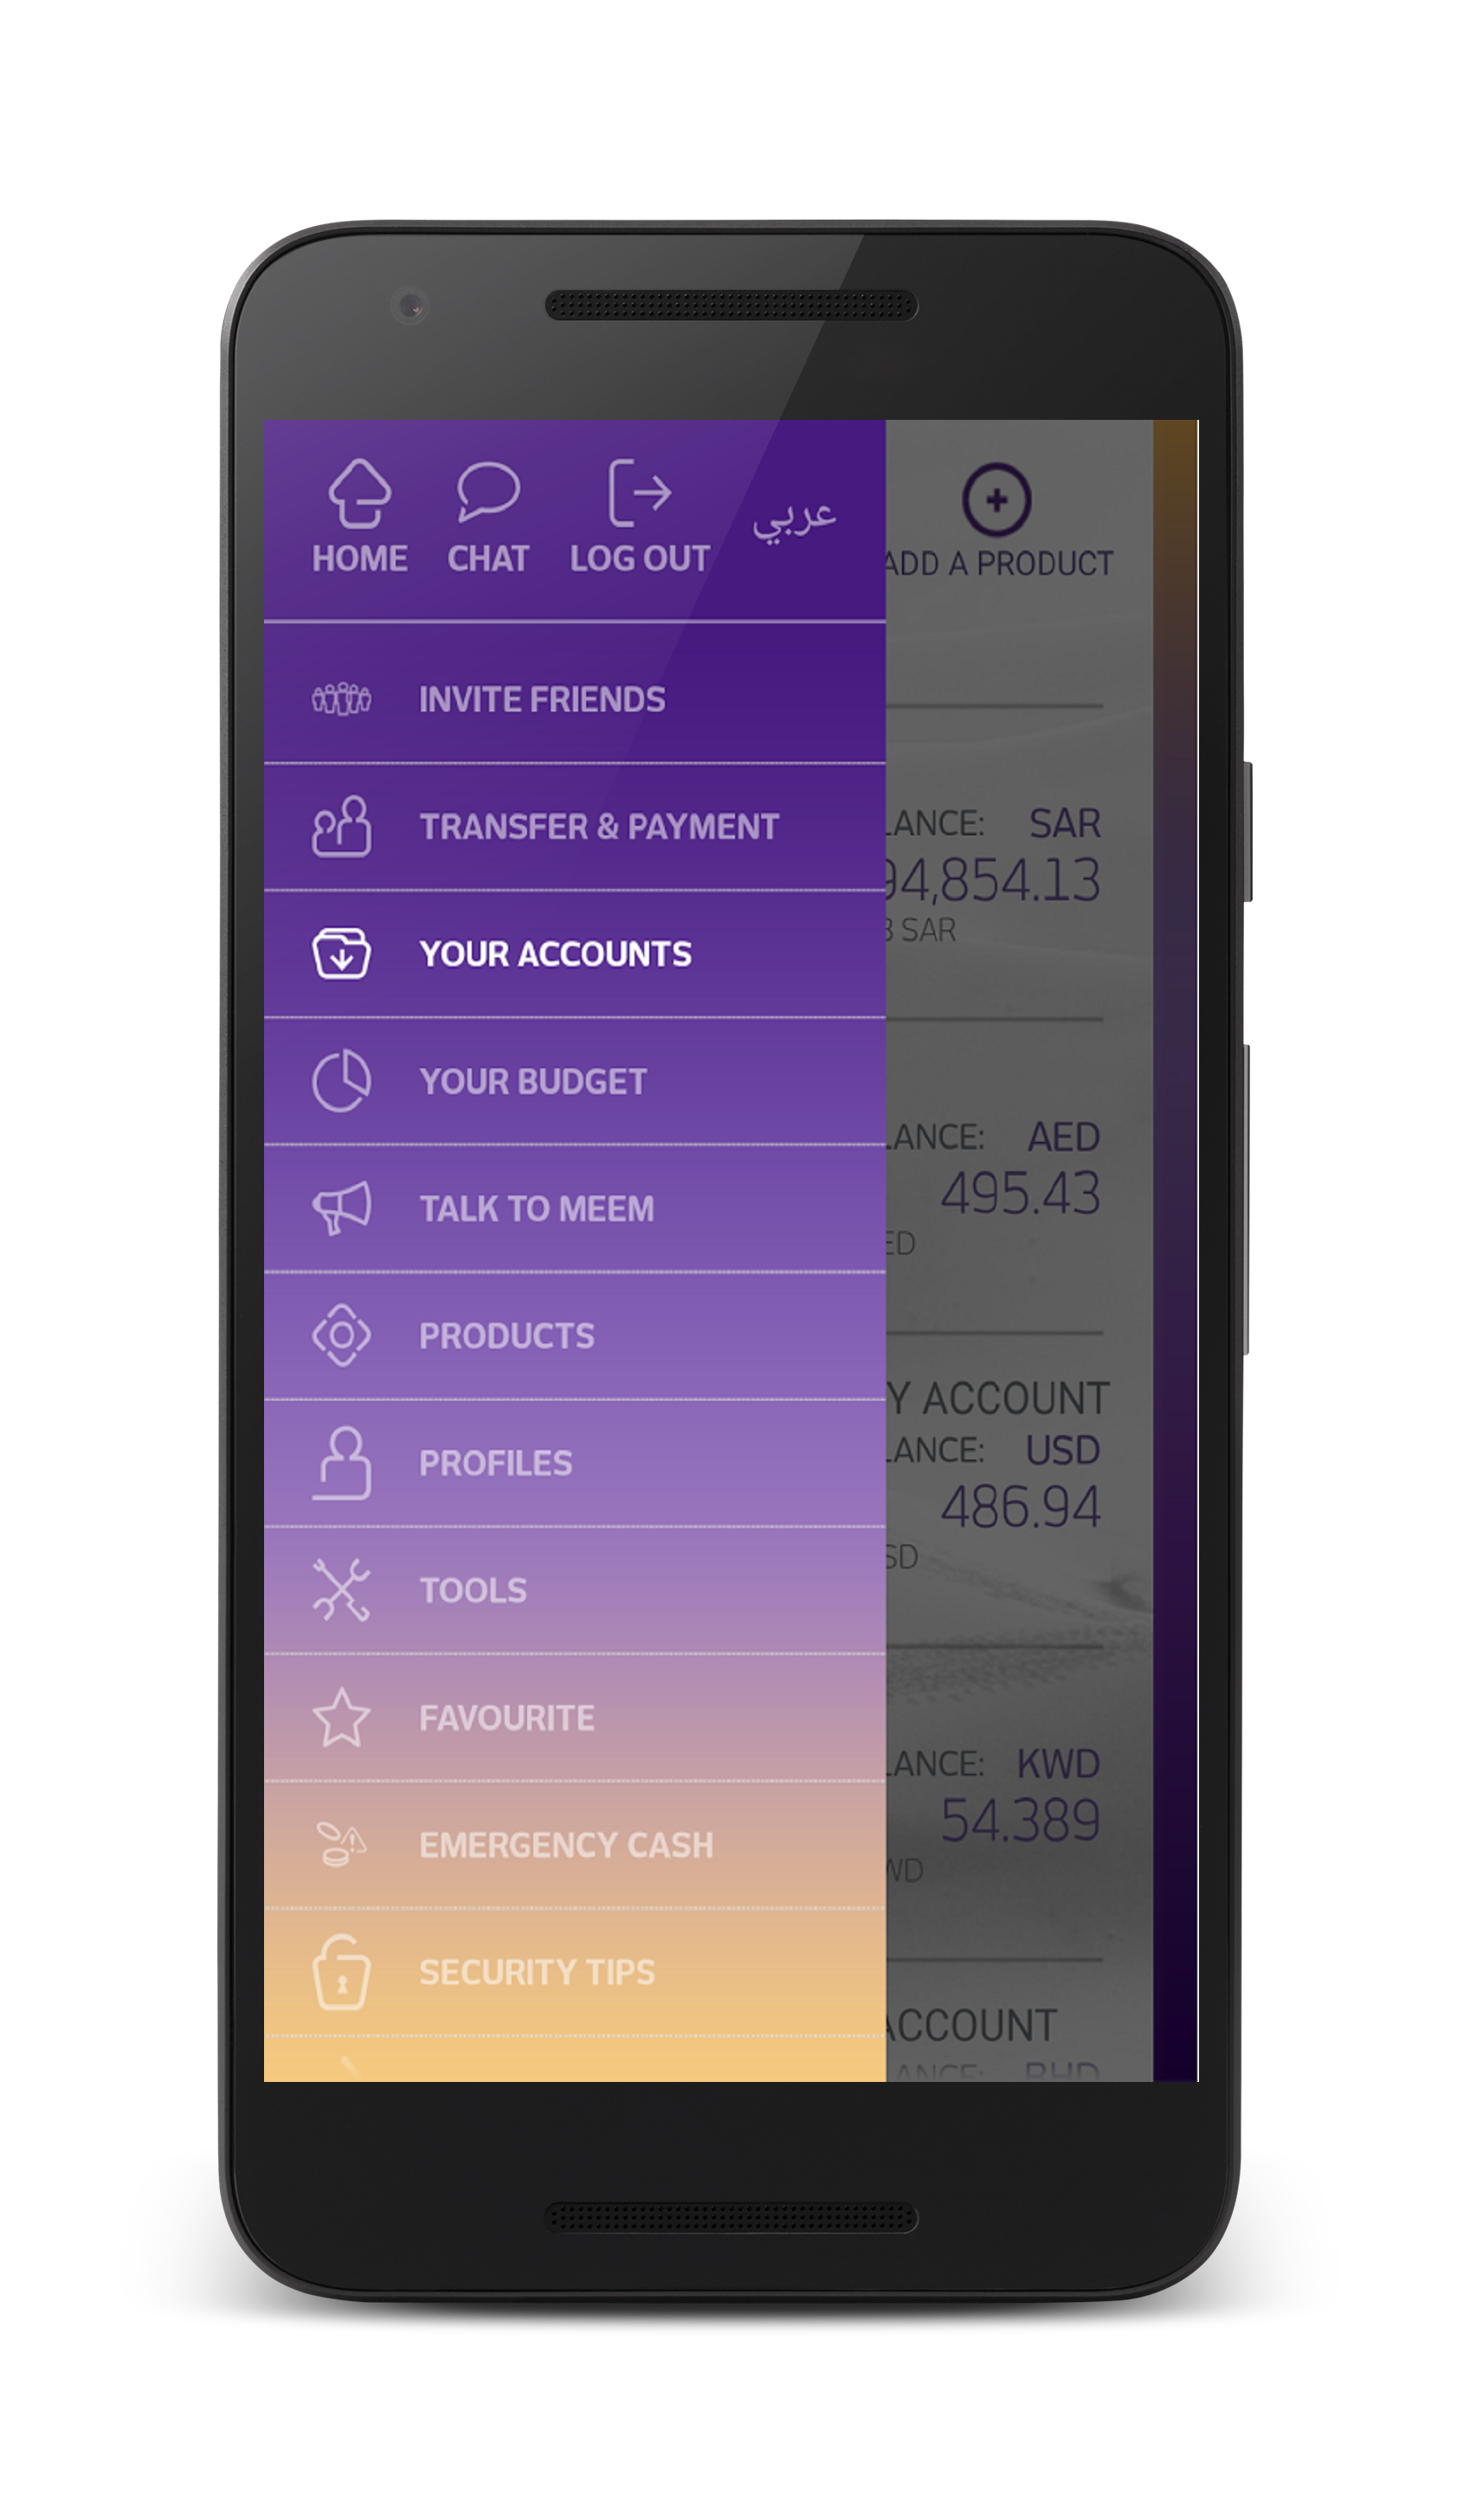 HOME
CHAT
LOG OUT
عربي
INVITE FRIENDS
TRANSFER & PAYMENT
YOUR ACCOUNTS
YOUR BUDGET
TALK TO MEEM
PRODUCTS
PROFILES
TOOLS
FAVOURITE
EMERGENCY CASH
SECURITY TIPS
ADD A PRODUCT
LANCE: SAR
94,854.13
SAR
LANCE: AED
495.43
ED
Y ACCOUNT
LANCE: USD
486.94
SD
LANCE: KWD
54.389
WD
ACCOUNT
LANCE: BHD